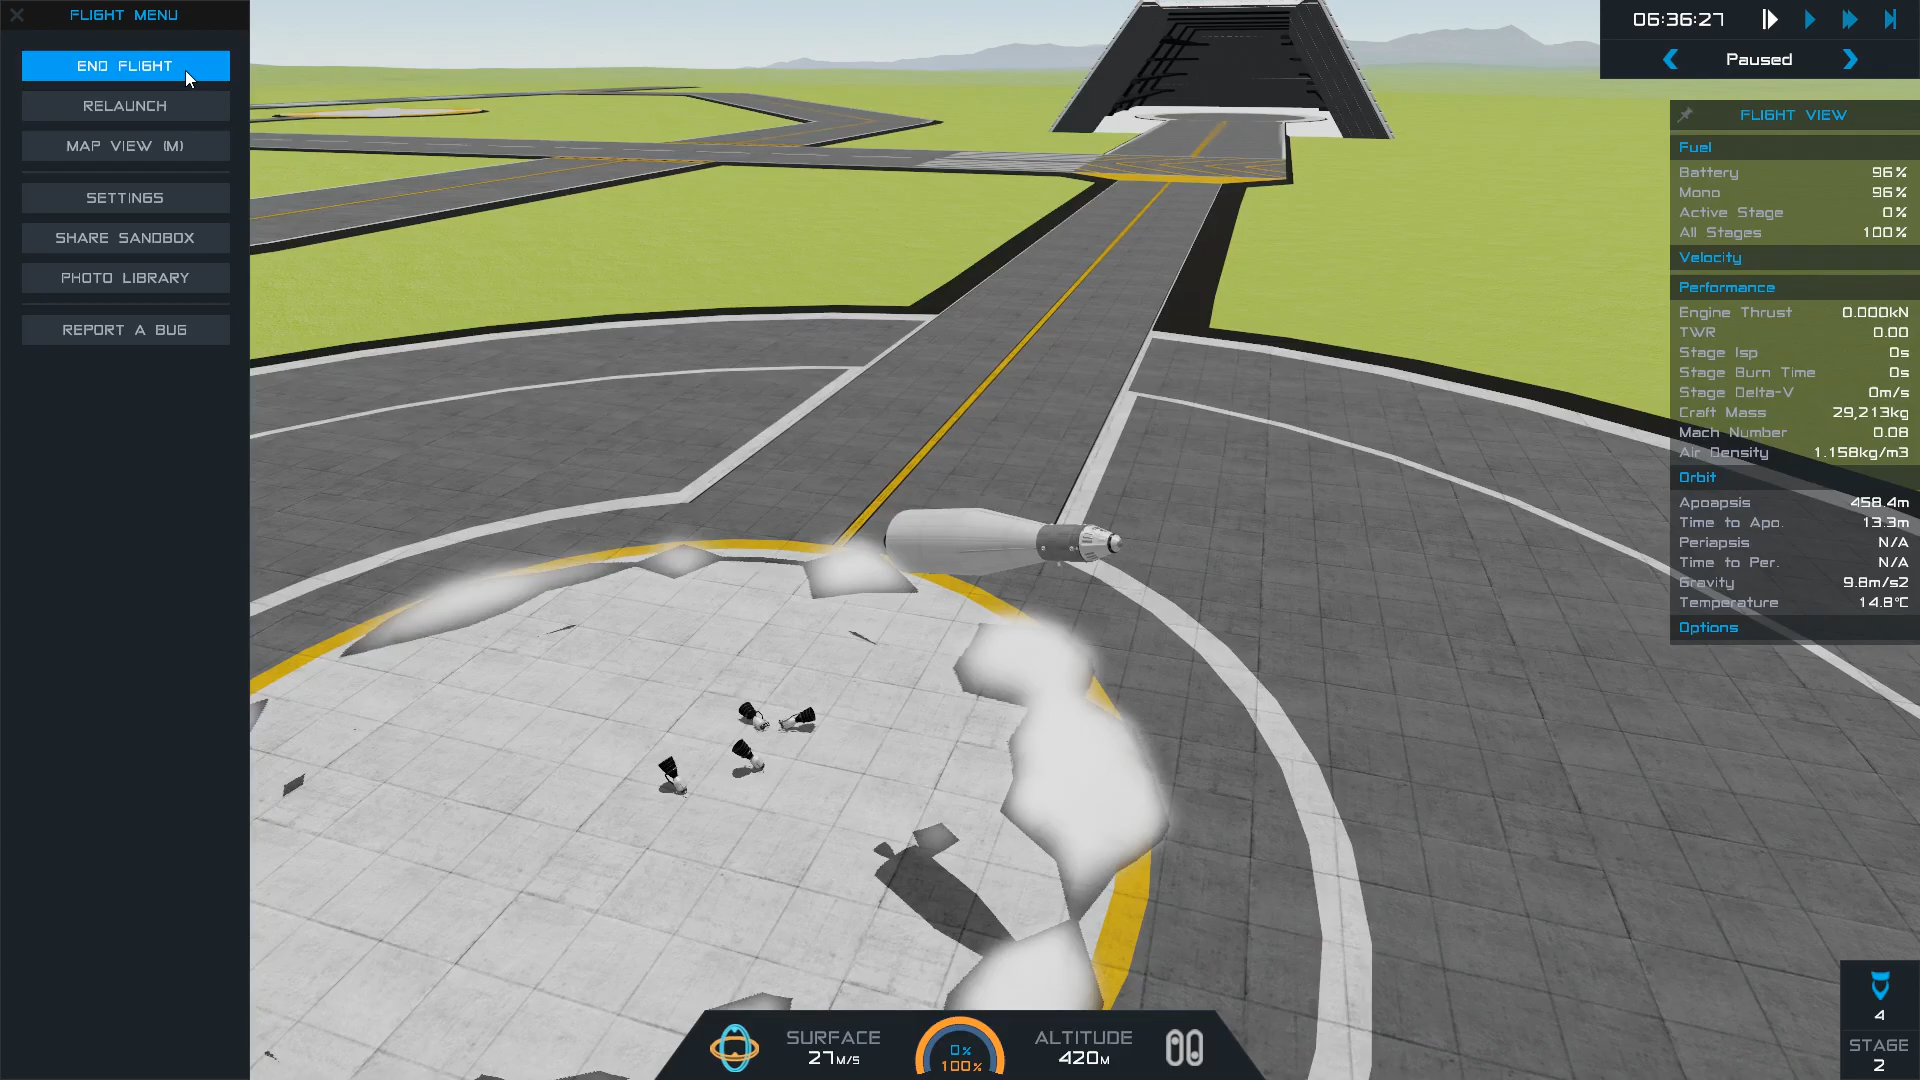 FLIGHT MENU
END FLIGHT
RELAUNCH
MAP VIEW (M)
SETTINGS
SHARE SANDBOX
PHOTO LIBRARY
REPORT A BUG
06:36:27
Paused
FLIGHT VIEW
Fuel
Battery 96%
Mono 96%
Active Stage 0%
All Stages 100%
Velocity
Performance
Engine Thrust 0.000kN
TWR 0.00
Stage Isp 0s
Stage Burn Time 0s
Stage Delta-V 0m/s
Craft Mass 29,213kg
Mach Number 0.08
Air Density 1.158kg/m3
Orbit
Apoapsis 458.4m
Time to Apo. 13.3m
Periapsis N/A
Time to Per. N/A
Gravity 9.8m/s2
Temperature 14.8°C
Options
SURFACE
27M/S
0%
100%
ALTITUDE
420M
4
STAGE
2